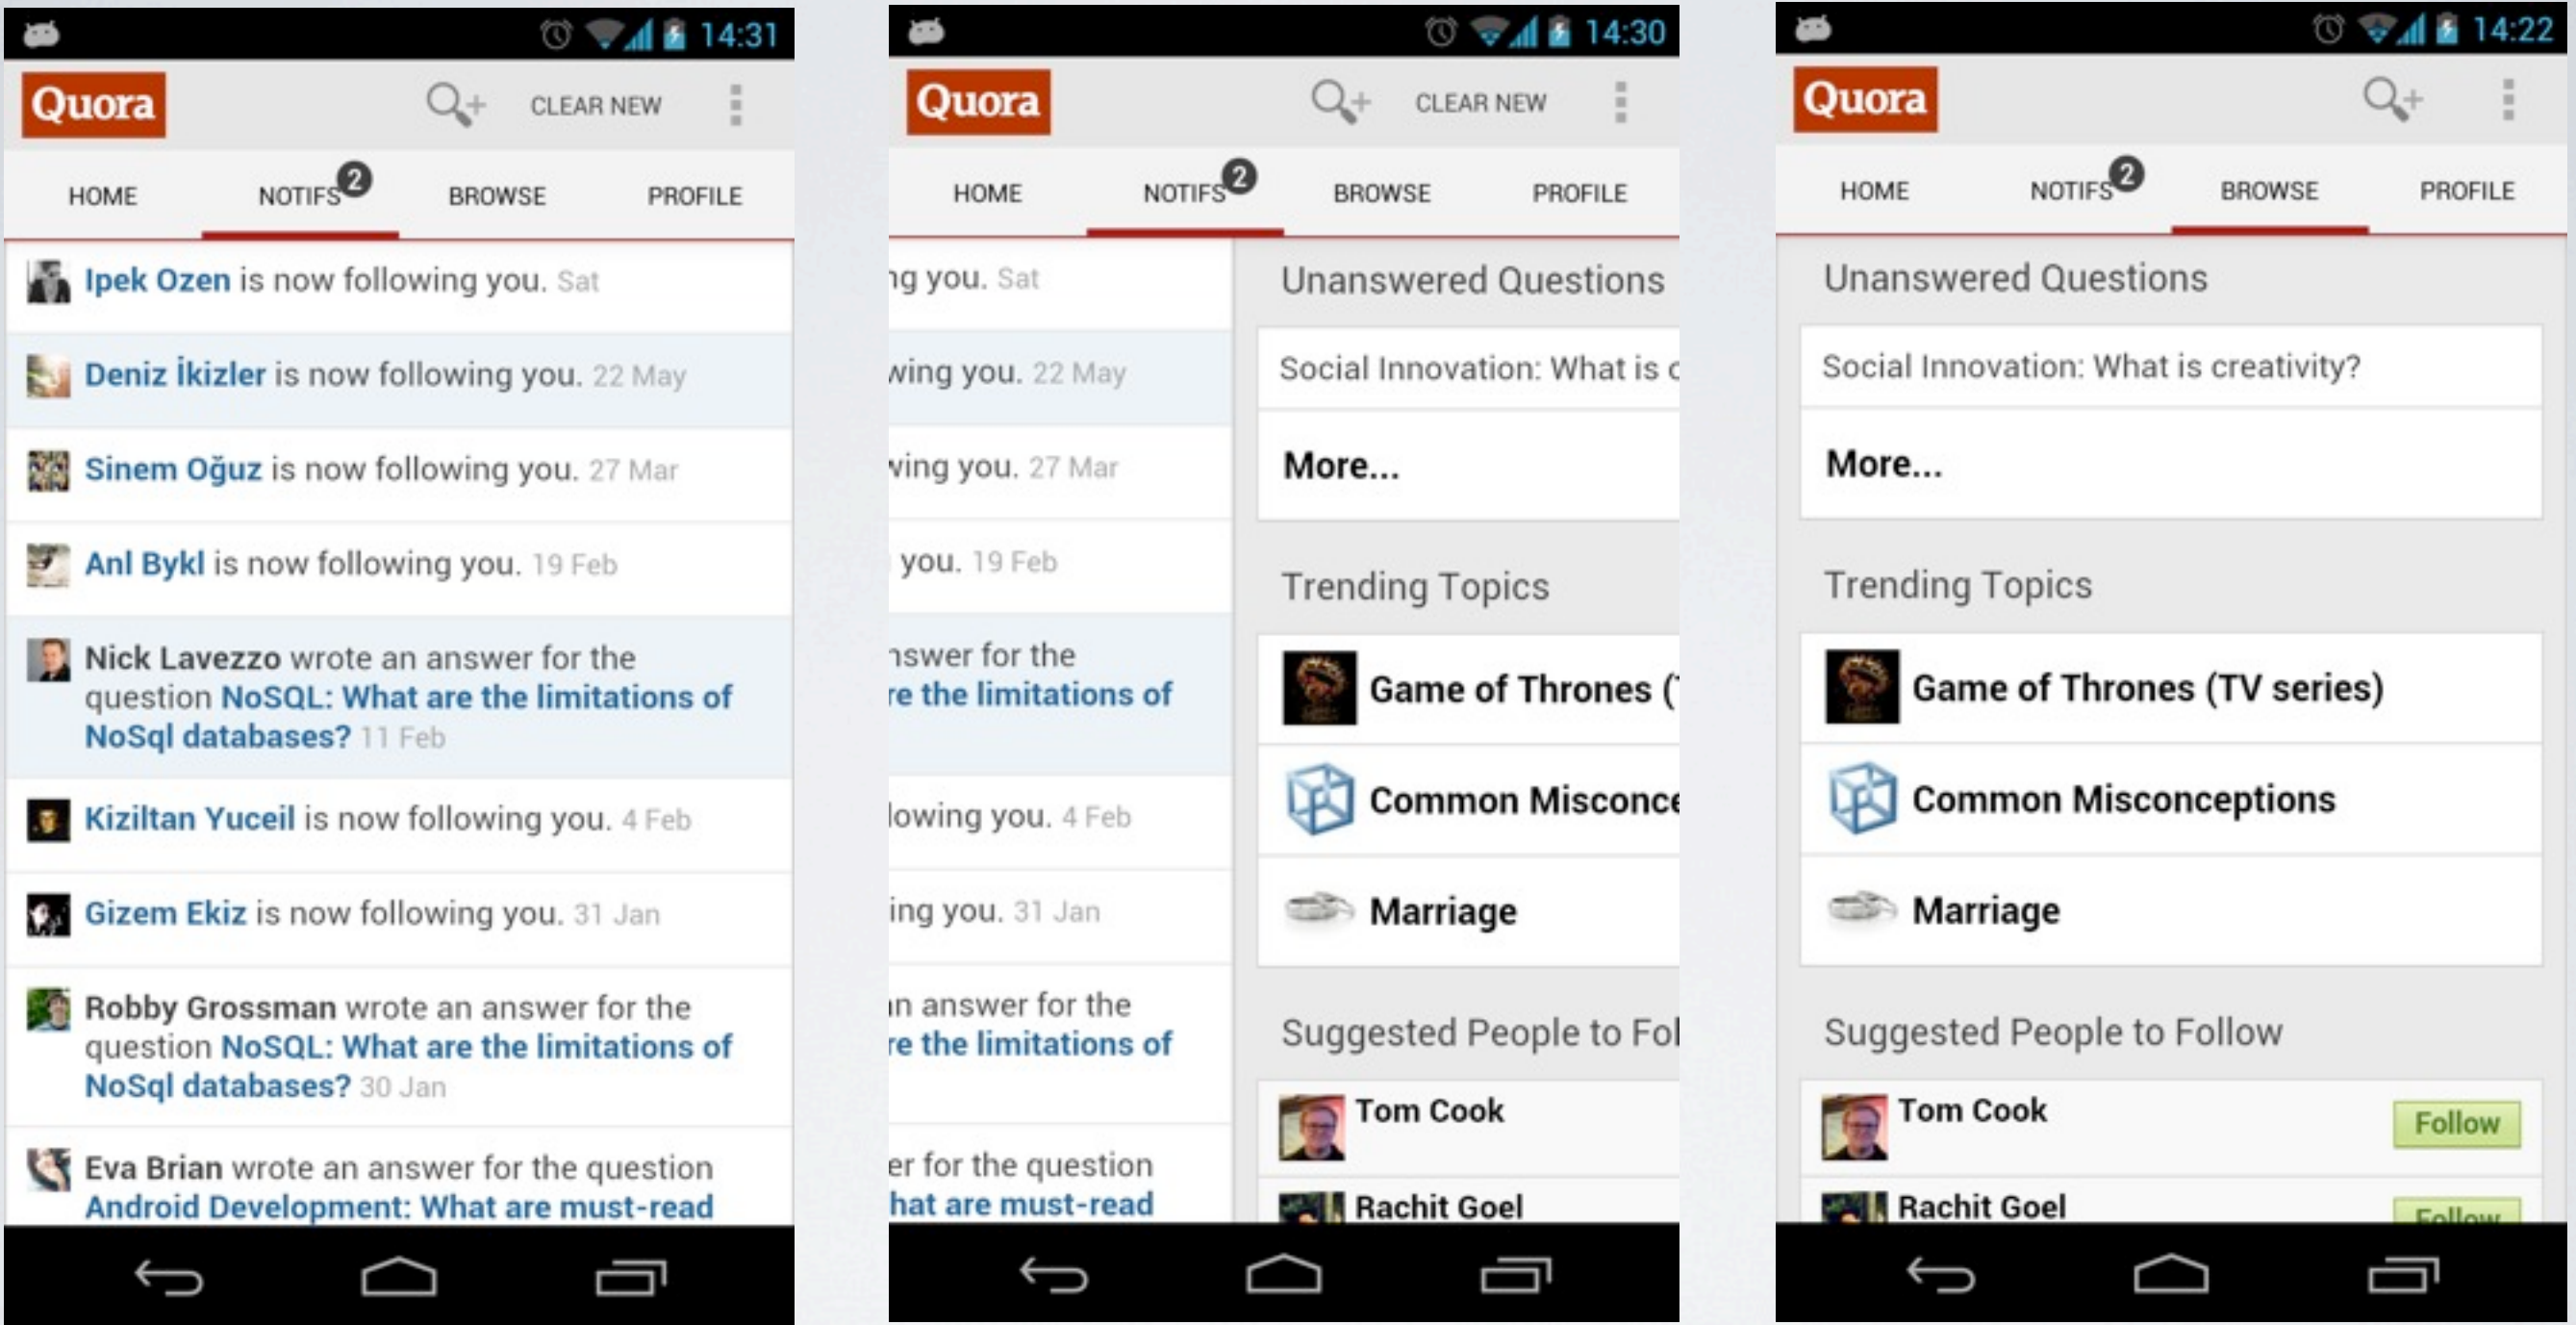 14:31
Quora
CLEAR NEW
HOME
NOTIFS 2
BROWSE
PROFILE
Ipek Ozen is now following you. Sat
Deniz İkizler is now following you. 22 May
Sinem Oğuz is now following you. 27 Mar
Anl Bykl is now following you. 19 Feb
Nick Lavezzo wrote an answer for the
question NoSQL: What are the limitations of
NoSql databases? 11 Feb
Kiziltan Yuceil is now following you. 4 Feb
Gizem Ekiz is now following you. 31 Jan
Robby Grossman wrote an answer for the
question NoSQL: What are the limitations of
NoSql databases? 30 Jan
Eva Brian wrote an answer for the question
Android Development: What are must-read
14:30
Quora
CLEAR NEW
HOME
NOTIFS 2
BROWSE
PROFILE
ng you. Sat
wing you. 22 May
wing you. 27 Mar
you. 19 Feb
nswer for the
re the limitations of
lowing you. 4 Feb
ing you. 31 Jan
an answer for the
re the limitations of
er for the question
hat are must-read
Unanswered Questions
Social Innovation: What is c
More...
Trending Topics
Game of Thrones (T
Common Misconce
Marriage
Suggested People to Fol
Tom Cook
Rachit Goel
14:22
Quora
HOME
NOTIFS 2
BROWSE
PROFILE
Unanswered Questions
Social Innovation: What is creativity?
More...
Trending Topics
Game of Thrones (TV series)
Common Misconceptions
Marriage
Suggested People to Follow
Tom Cook
Follow
Rachit Goel
Follow